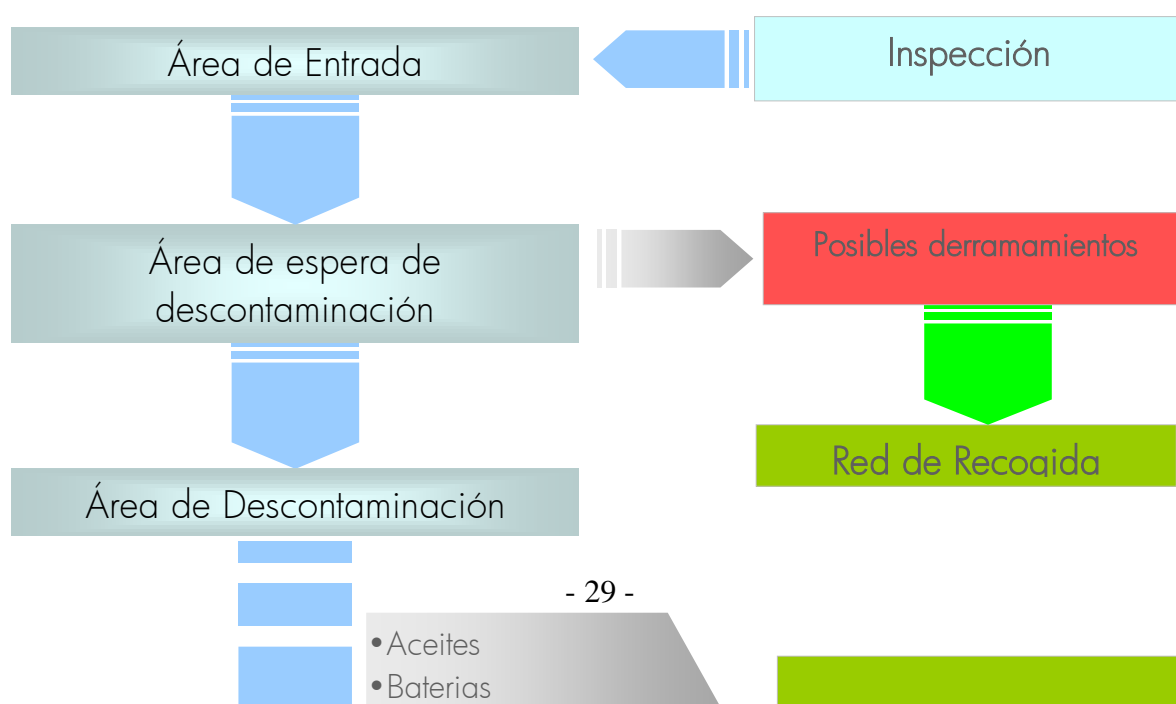 Área de Entrada
Inspección
Área de espera de
descontaminación
Posibles derramamientos
Red de Recogida
Área de Descontaminación
- 29 -
•Aceites
•Baterias